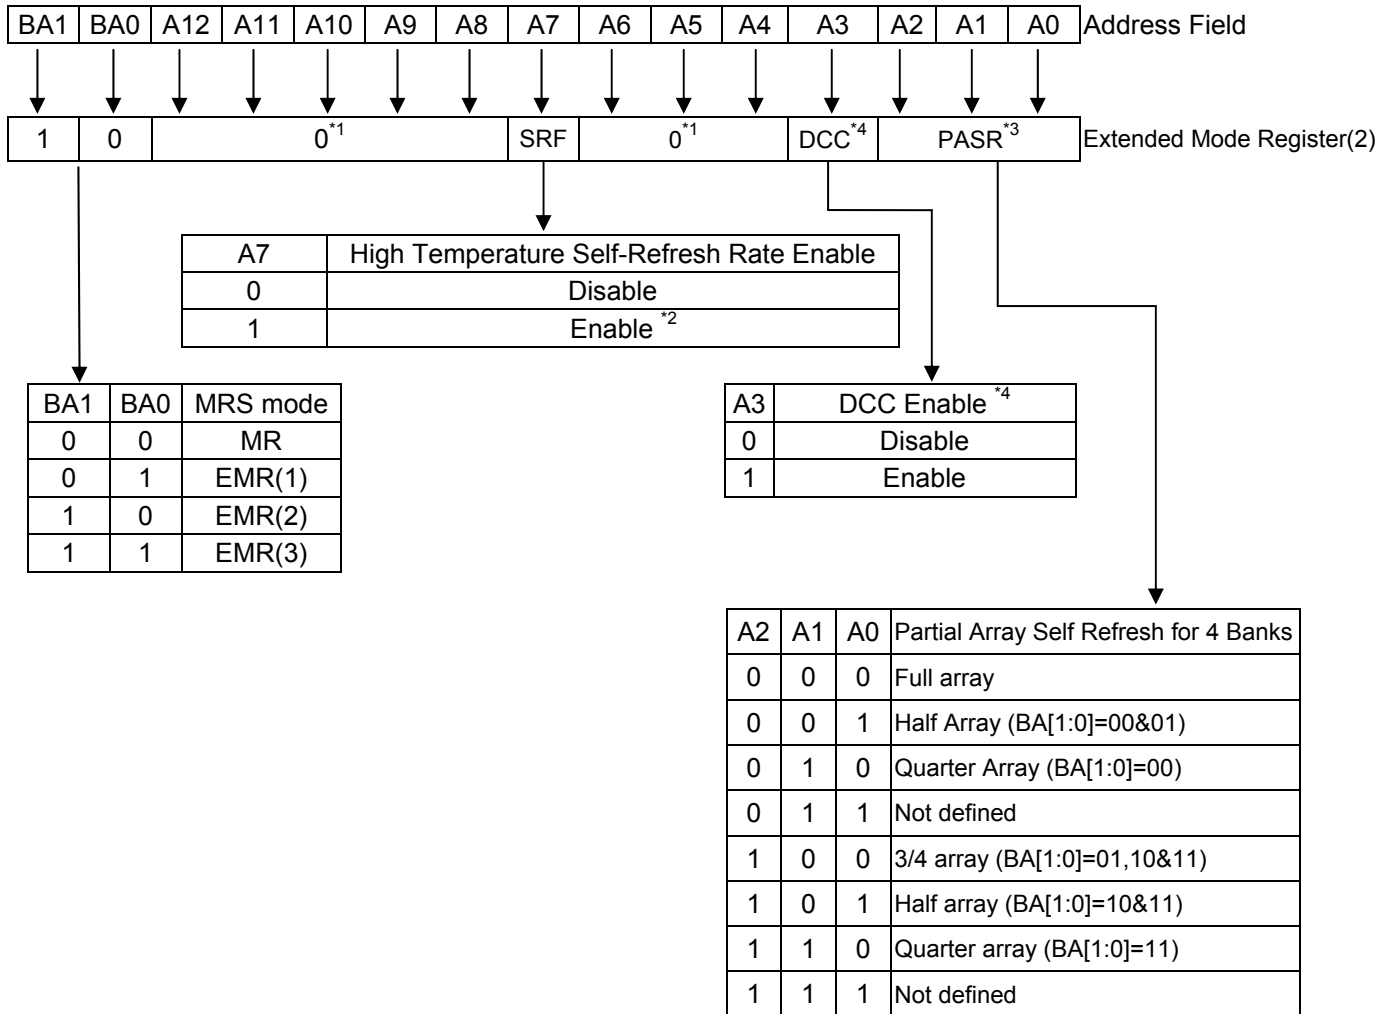 BA1 BA0 A12 A11 A10 A9 A8 A7 A6 A5 A4 A3 A2 A1 A0 Address Field
1 0 0*1 SRF 0*1 DCC*4 PASR*3 Extended Mode Register(2)
A7 High Temperature Self-Refresh Rate Enable
0 Disable
1 Enable *2
BA1 BA0 MRS mode
0 0 MR
0 1 EMR(1)
1 0 EMR(2)
1 1 EMR(3)
A3 DCC Enable *4
0 Disable
1 Enable
A2 A1 A0 Partial Array Self Refresh for 4 Banks
0 0 0 Full array
0 0 1 Half Array (BA[1:0]=00&01)
0 1 0 Quarter Array (BA[1:0]=00)
0 1 1 Not defined
1 0 0 3/4 array (BA[1:0]=01,10&11)
1 0 1 Half array (BA[1:0]=10&11)
1 1 0 Quarter array (BA[1:0]=11)
1 1 1 Not defined